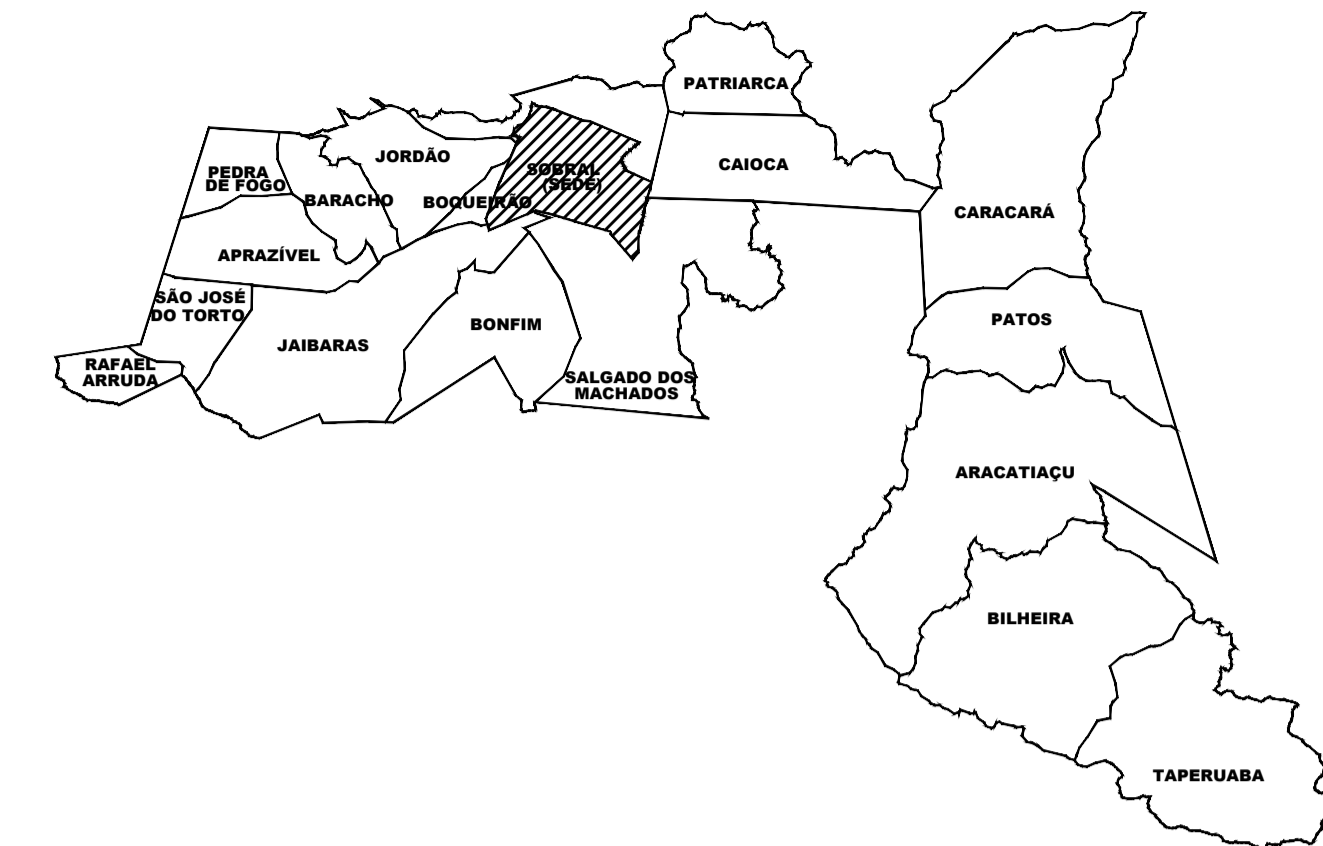 PATRIARCA
JORDÃO
CAIOCA
SOBRAL
(SEDE)
PEDRA
DE FOGO
BARACHO
BOQUEIRÃO
CARACARÁ
APRAZÍVEL
SÃO JOSÉ
DO TORTO
PATOS
BONFIM
JAIBARAS
RAFAEL
ARRUDA
SALGADO DOS
MACHADOS
ARACATIAÇU
BILHEIRA
TAPERUABA